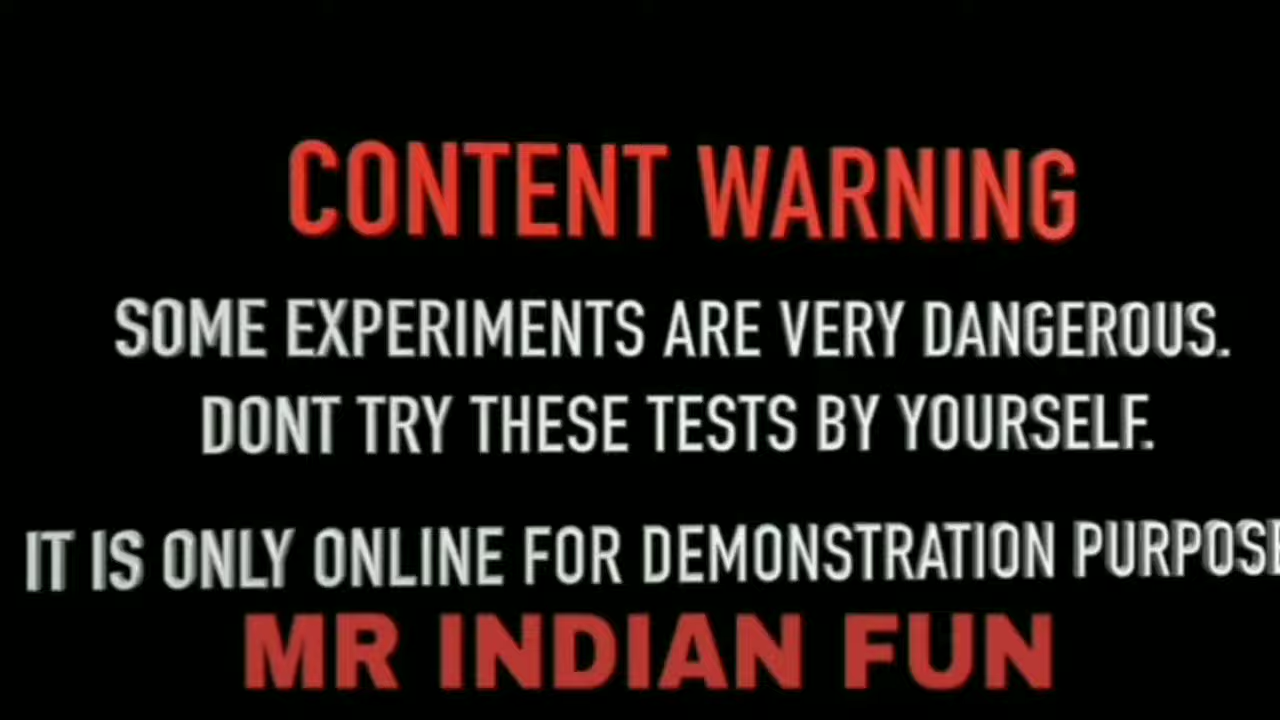 CONTENT WARNING
SOME EXPERIMENTS ARE VERY DANGEROUS.
DONT TRY THESE TESTS BY YOURSELF.
IT IS ONLY ONLINE FOR DEMONSTRATION PURPOSE
MR INDIAN FUN